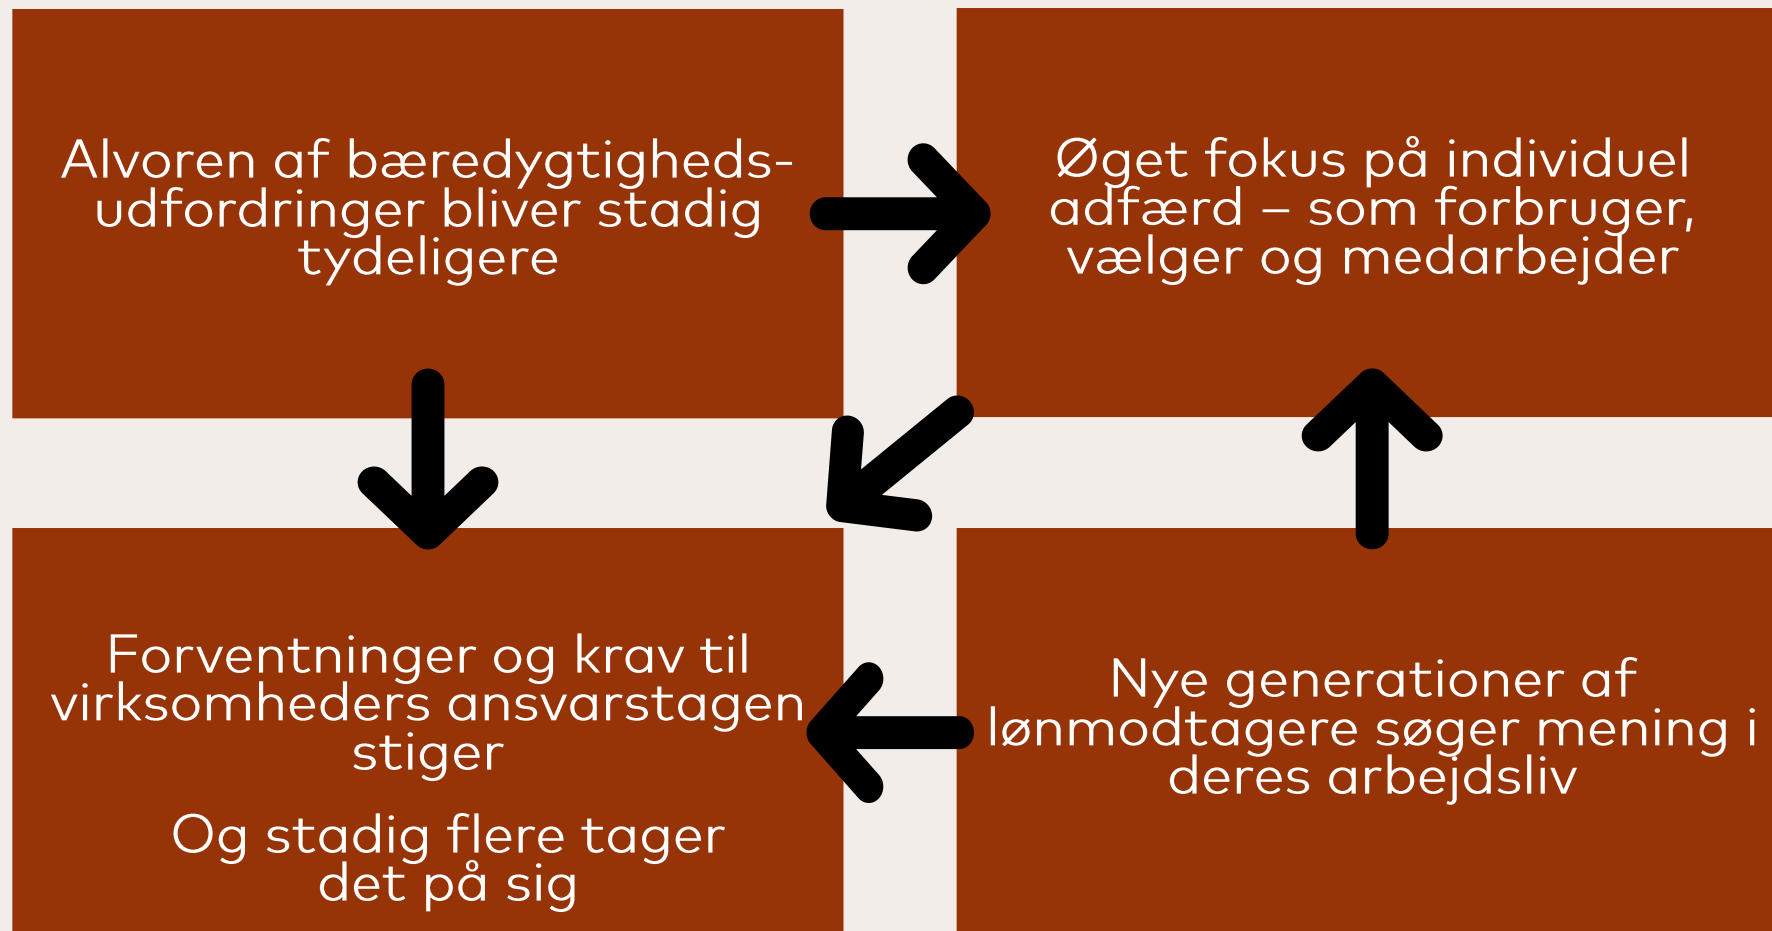 Alvoren af bæredygtigheds-
udfordringer bliver stadig
tydeligere
Øget fokus på individuel
adfærd – som forbruger,
vælger og medarbejder
Forventninger og krav til
virksomheders ansvarstagen
stiger
Og stadig flere tager
det på sig
Nye generationer af
lønmodtagere søger mening i
deres arbejdsliv